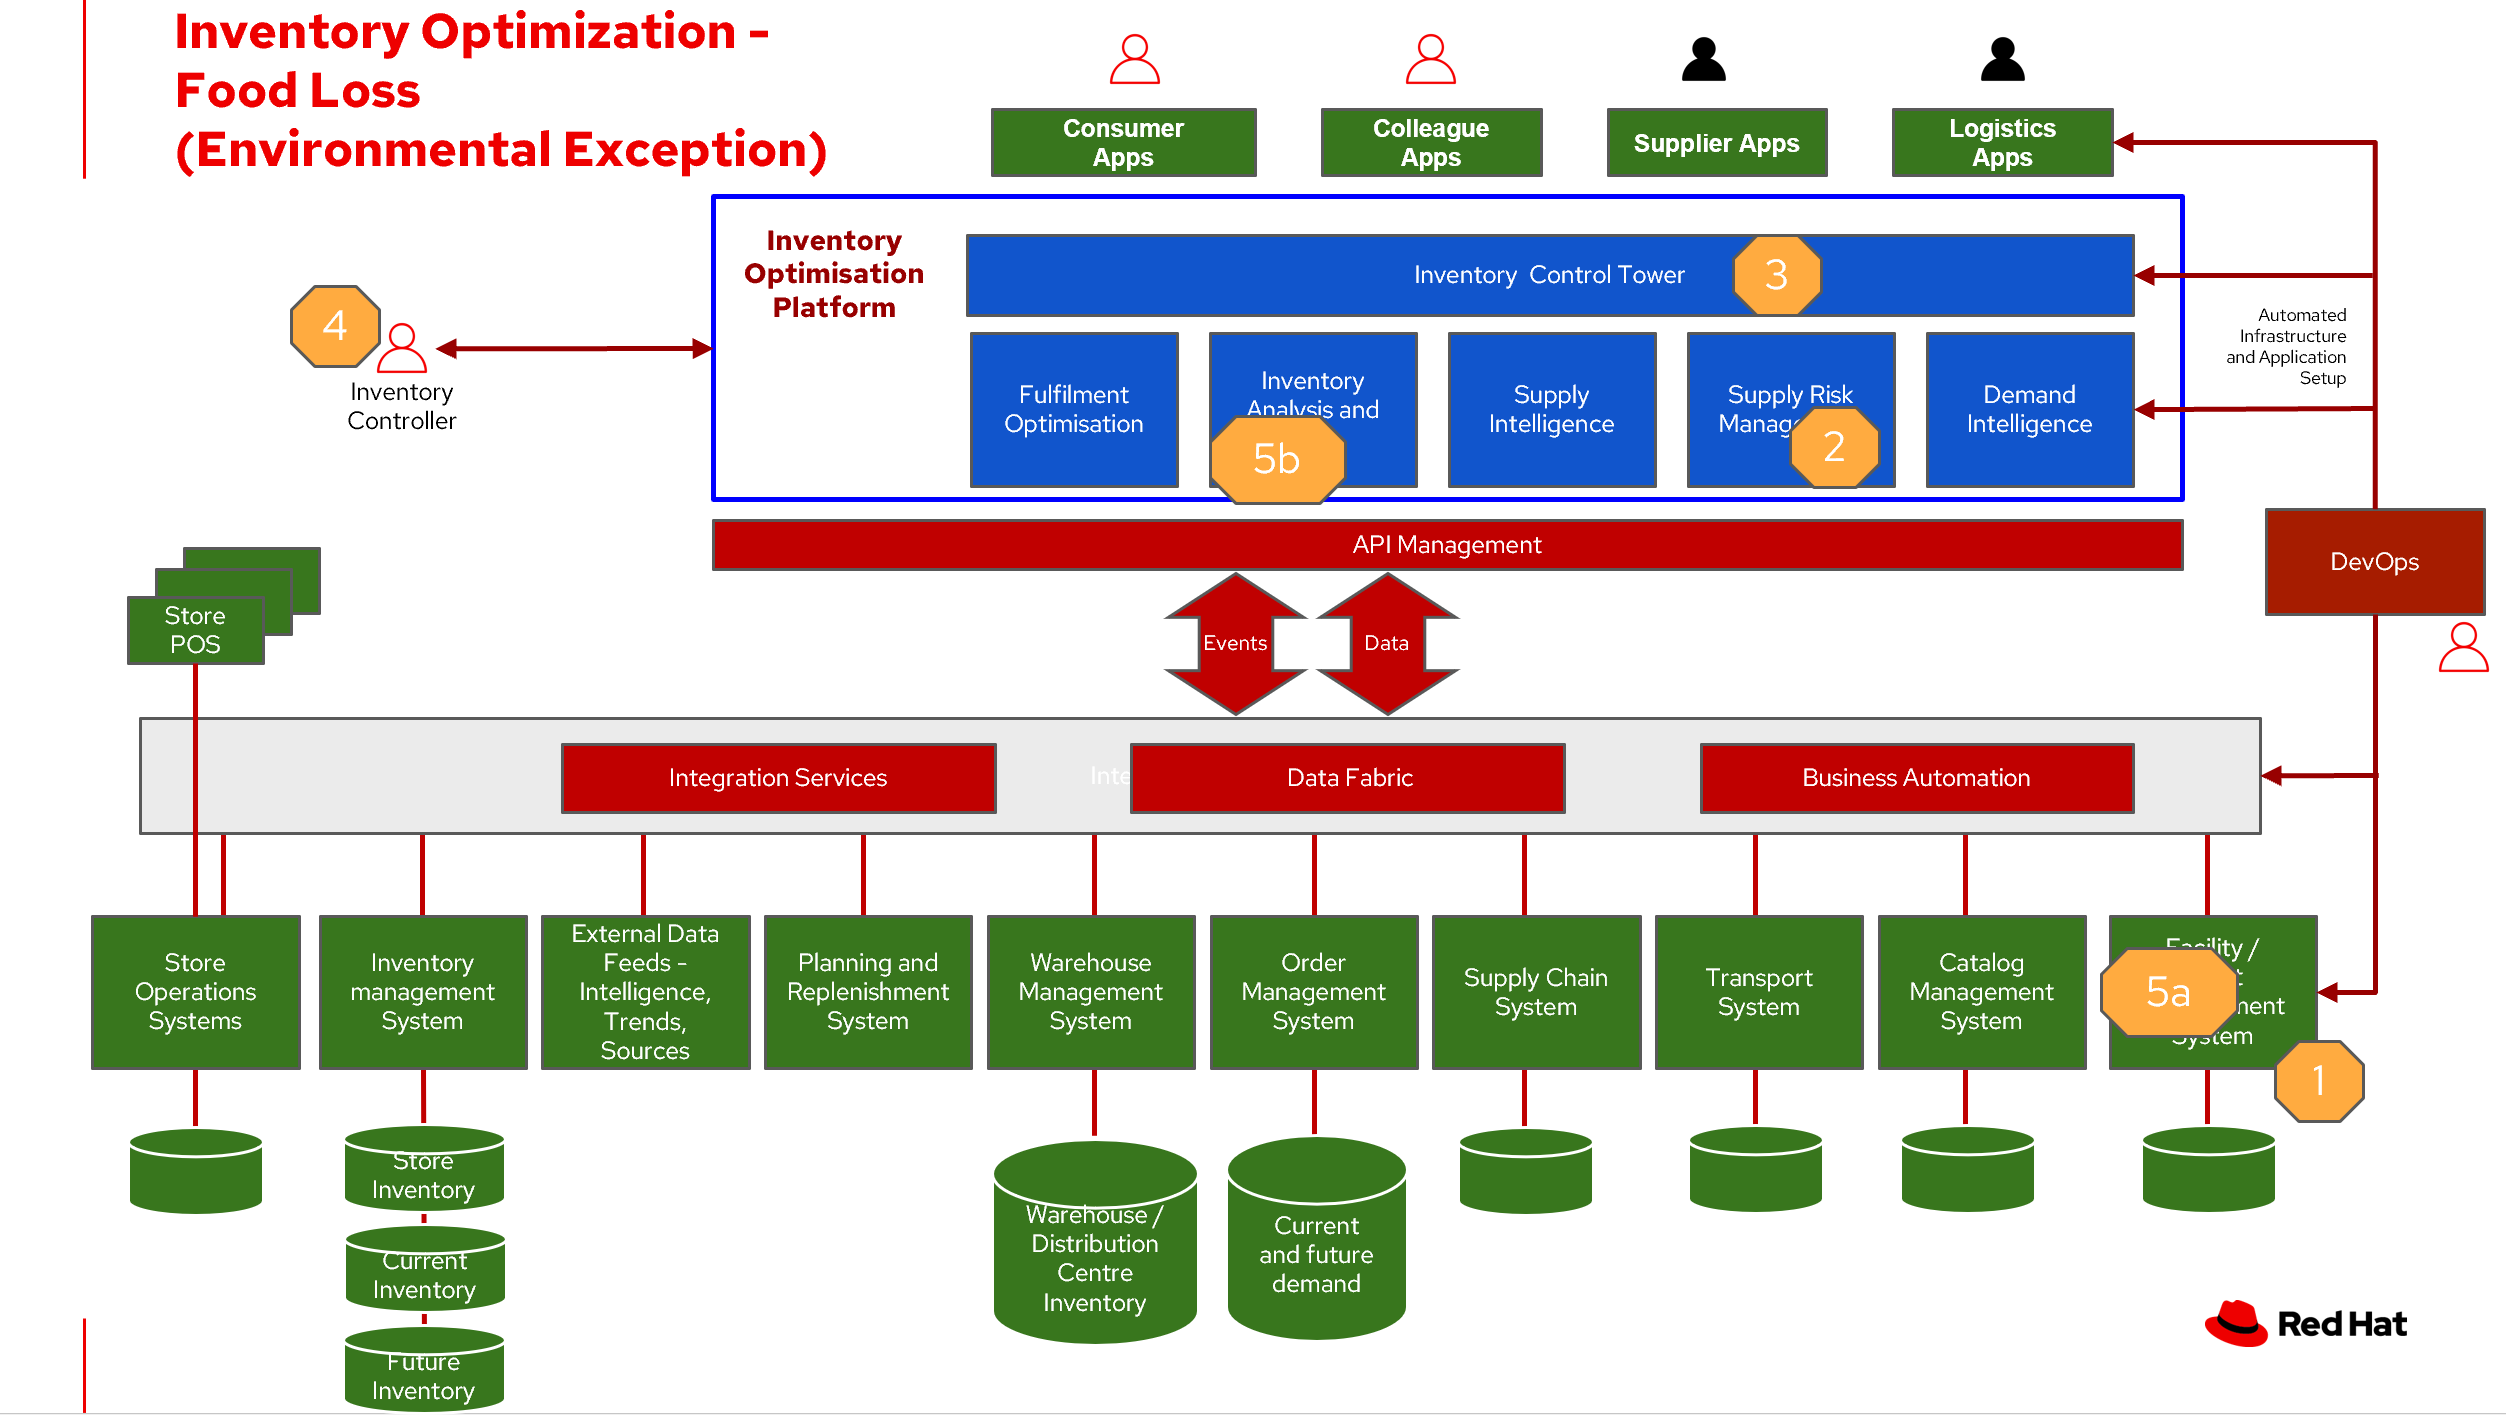 Inventory Optimization -
Food Loss
(Environmental Exception)
Consumer
Apps
Colleague
Apps
Supplier Apps
Logistics
Apps
Inventory
Optimisation
Platform
Inventory Control Tower
3
4
Inventory
Controller
Fulfilment
Optimisation
Inventory
Analysis and
5b
Supply
Intelligence
Supply Risk
2
Demand
Intelligence
Automated
Infrastructure
and Application
Setup
API Management
DevOps
Store
POS
Events
Data
Integration Services
Data Fabric
Business Automation
Store
Operations
Systems
Inventory
management
System
External Data
Feeds -
Intelligence,
Trends,
Sources
Planning and
Replenishment
System
Warehouse
Management
System
Order
Management
System
Supply Chain
System
Transport
System
Catalog
Management
System
Facility /
5a
System
1
Store
Inventory
Current
Inventory
Future
Inventory
Warehouse /
Distribution
Centre
Inventory
Current
and future
demand
Red Hat